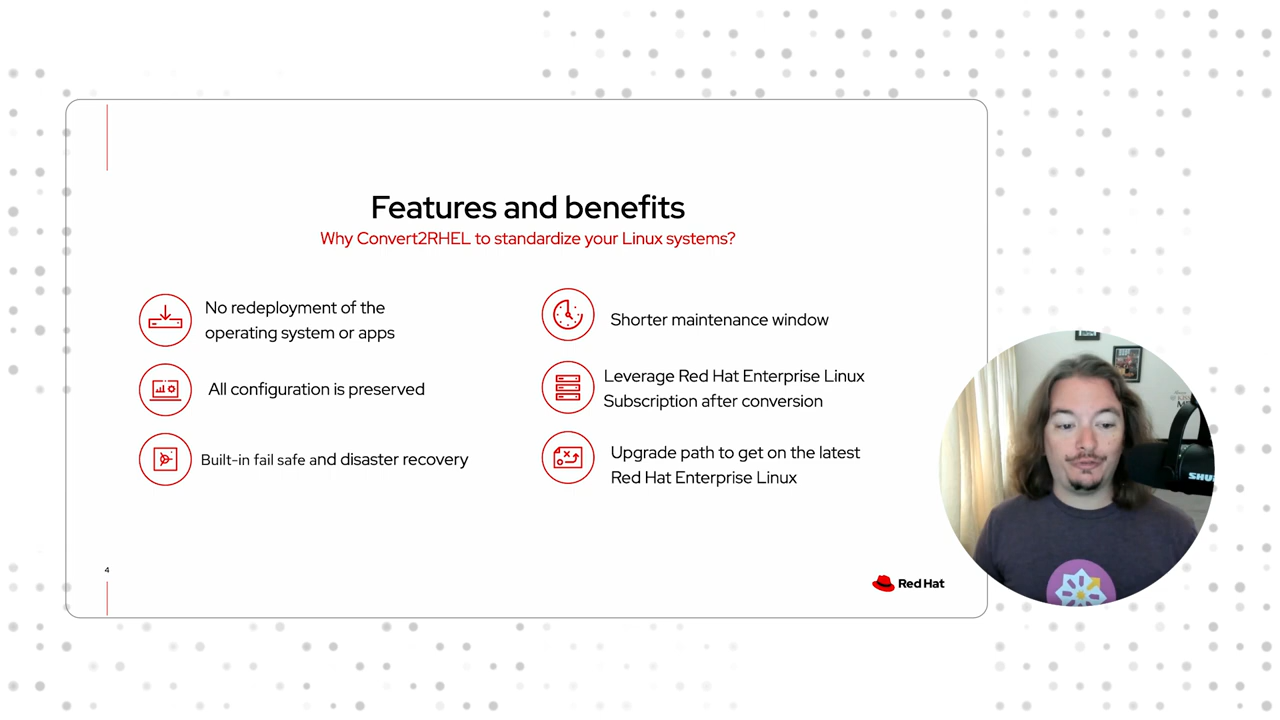 Features and benefits
Why Convert2RHEL to standardize your Linux systems?
No redeployment of the
operating system or apps
All configuration is preserved
Built-in fail safe and disaster recovery
Shorter maintenance window
Leverage Red Hat Enterprise Linux
Subscription after conversion
Upgrade path to get on the latest
Red Hat Enterprise Linux
4
Red Hat